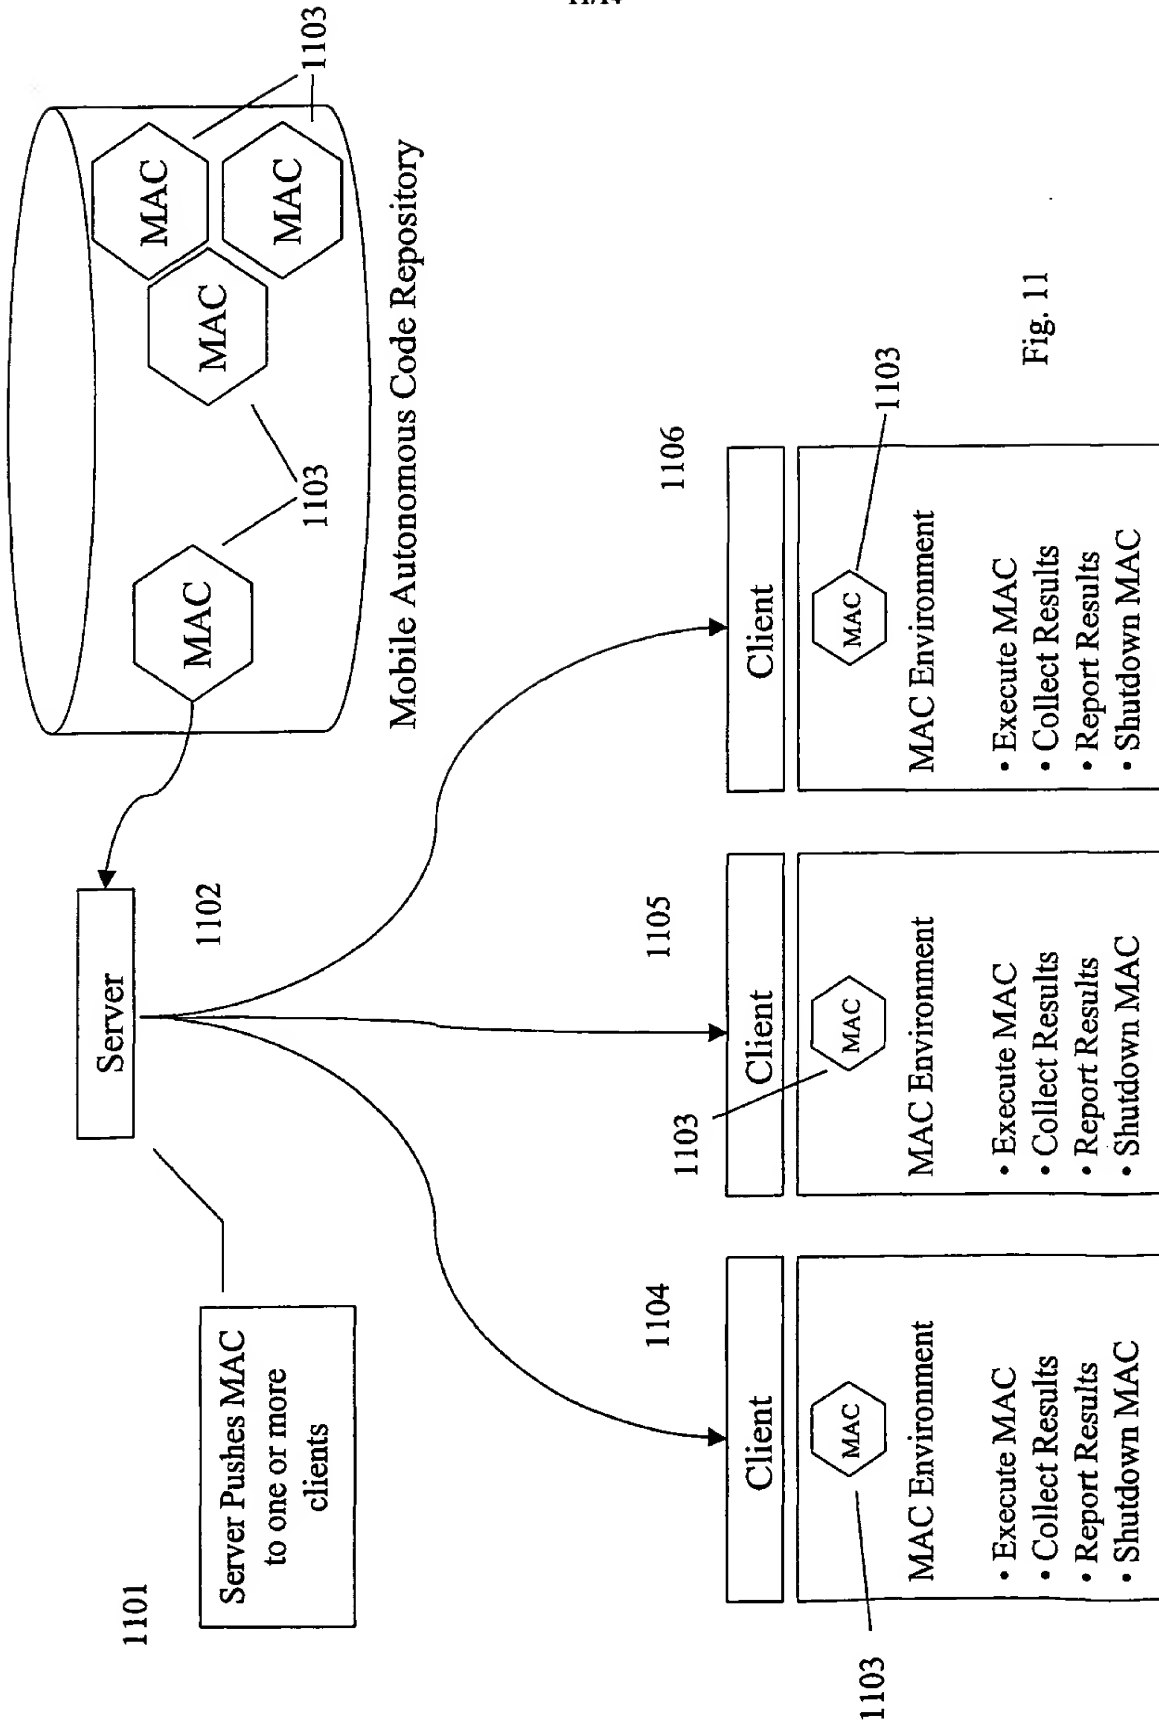 11/14
1101
Server Pushes MAC
to one or more
clients
Server
1102
MAC
MAC
MAC
MAC
1103
1103
Mobile Autonomous Code Repository
1104
Client
1103
MAC
MAC Environment
• Execute MAC
• Collect Results
• Report Results
• Shutdown MAC
1105
Client
1103
MAC
MAC Environment
• Execute MAC
• Collect Results
• Report Results
• Shutdown MAC
1106
Client
MAC
1103
MAC Environment
• Execute MAC
• Collect Results
• Report Results
• Shutdown MAC
Fig. 11